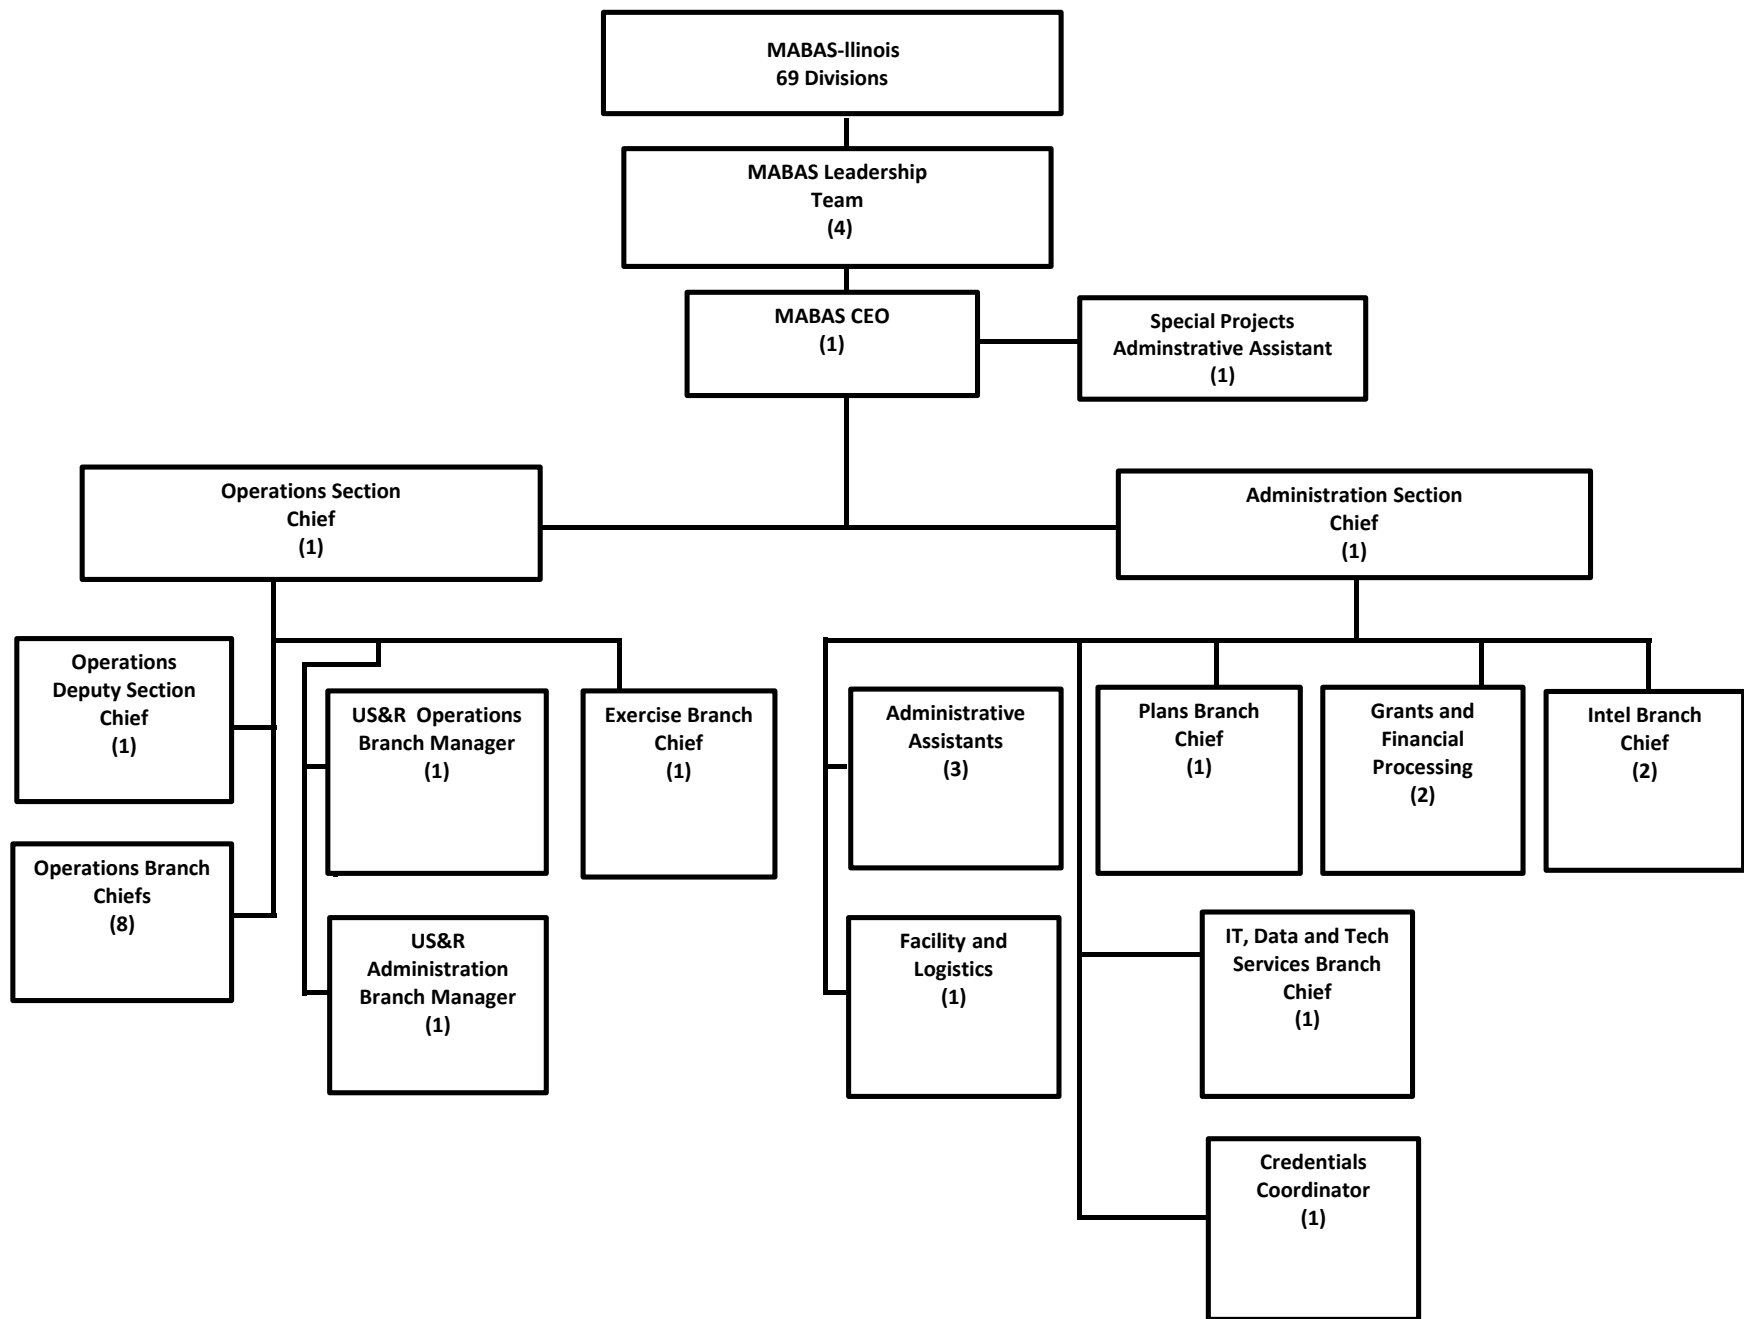 MABAS-llinois
69 Divisions
MABAS Leadership
Team
(4)
MABAS CEO
(1)
Special Projects
Adminstrative Assistant
(1)
Operations Section
Chief
(1)
Administration Section
Chief
(1)
Operations
Deputy Section
Chief
(1)
US&R  Operations
Branch Manager
(1)
Exercise Branch
Chief
(1)
Administrative
Assistants
(3)
Plans Branch
Chief
(1)
Grants and
Financial
Processing
(2)
Intel Branch
Chief
(2)
Operations Branch
Chiefs
(8)
US&R
Administration
Branch Manager
(1)
Facility and
Logistics
(1)
IT, Data and Tech
Services Branch
Chief
(1)
Credentials
Coordinator
(1)